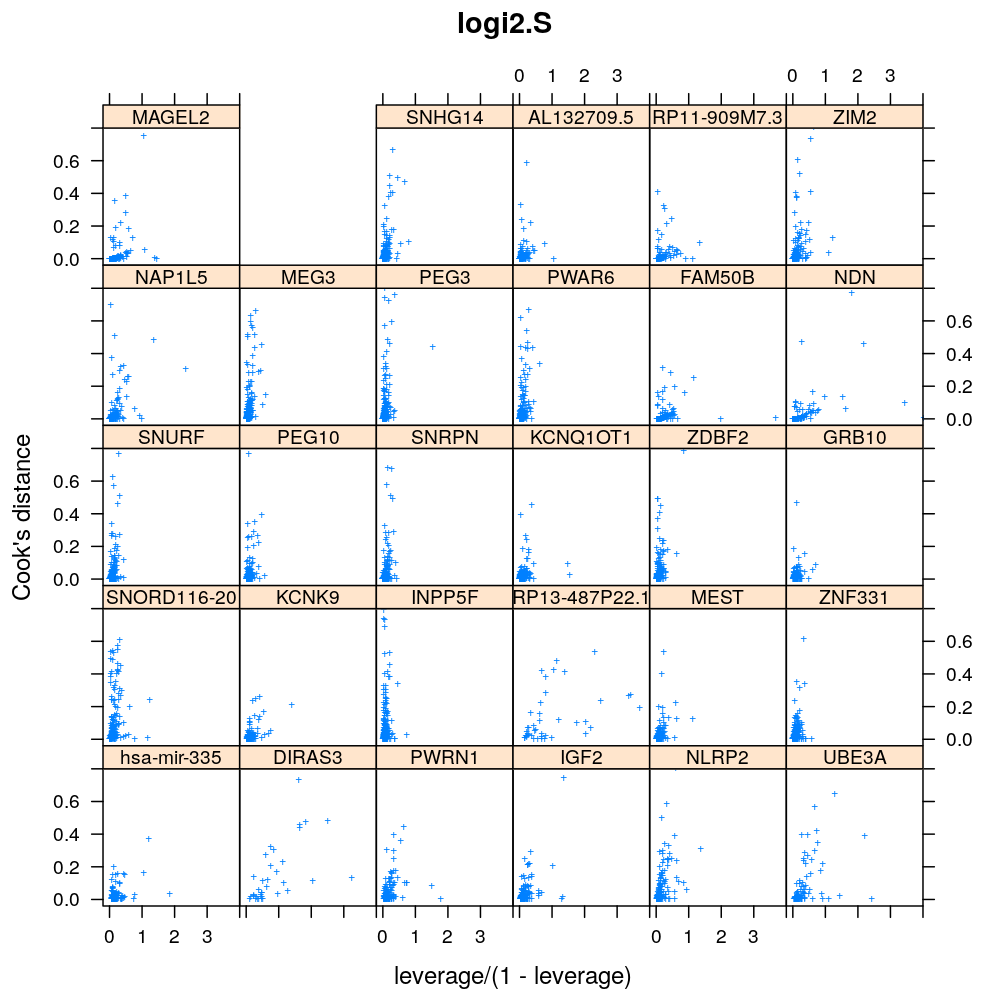 logi2.S
0 1 2 3 0 1 2 3
MAGEL2 SNHG14 AL132709.5 RP11-909M7.3 ZIM2
0.6
0.4
0.2
0.0
NAP1L5 MEG3 PEG3 PWAR6 FAM50B NDN
0.6
0.4
0.2
0.0
SNURF PEG10 SNRPN KCNQ1OT1 ZDBF2 GRB10
0.6
0.4
0.2
0.0
SNORD116-20 KCNK9 INPP5F RP13-487P22.1 MEST ZNF331
0.6
0.4
0.2
0.0
hsa-mir-335 DIRAS3 PWRN1 IGF2 NLRP2 UBE3A
0.6
0.4
0.2
0.0
0 1 2 3 0 1 2 3 0 1 2 3
Cook's distance
leverage/(1 - leverage)